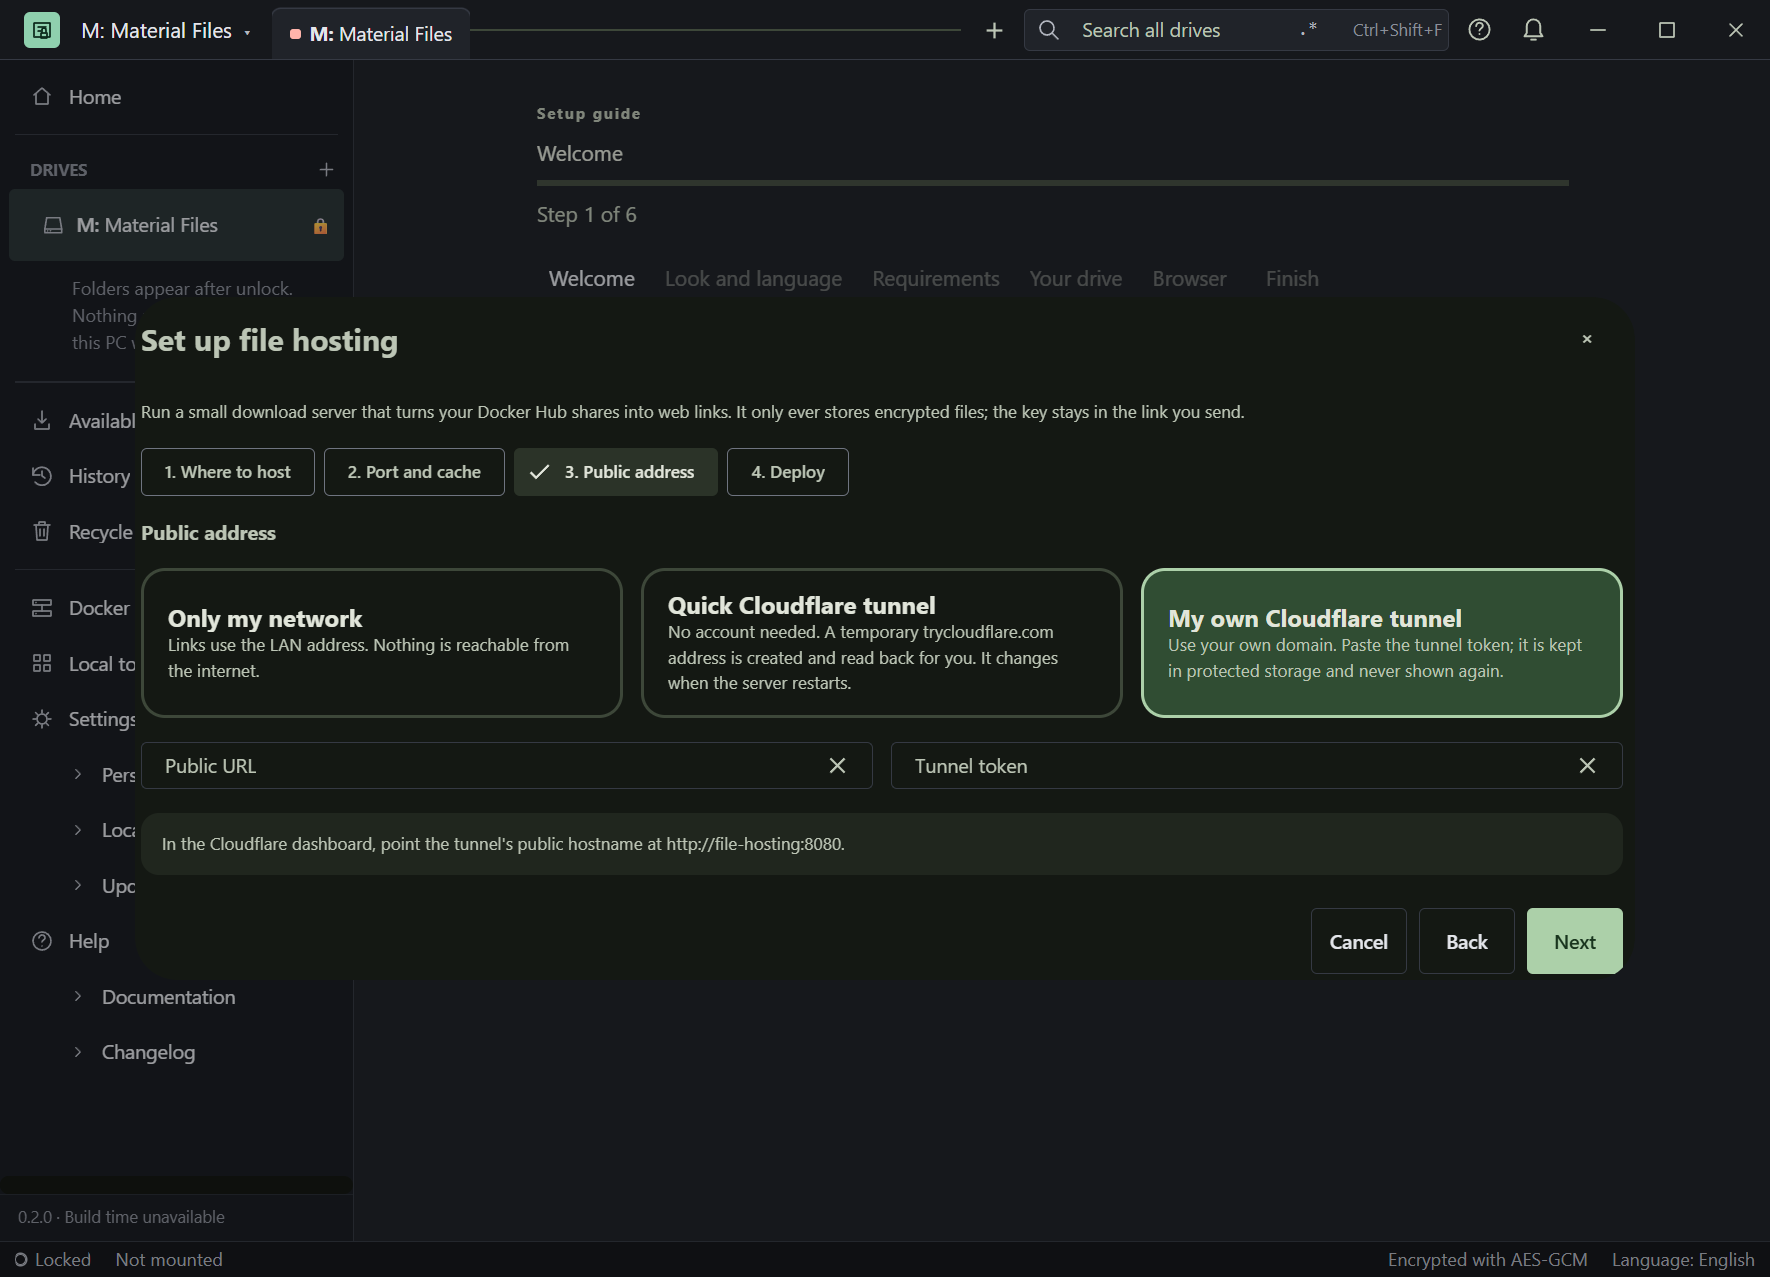 M: Material Files
M: Material Files
Search all drives
.*
Ctrl+Shift+F
Home
DRIVES
M: Material Files
Folders appear after unlock.
Nothing
this PC
Setup guide
Welcome
Step 1 of 6
Welcome
Look and language
Requirements
Your drive
Browser
Finish
Set up file hosting
Run a small download server that turns your Docker Hub shares into web links. It only ever stores encrypted files; the key stays in the link you send.
1. Where to host
2. Port and cache
3. Public address
4. Deploy
Public address
Only my network
Links use the LAN address. Nothing is reachable from
the internet.
Quick Cloudflare tunnel
No account needed. A temporary trycloudflare.com
address is created and read back for you. It changes
when the server restarts.
My own Cloudflare tunnel
Use your own domain. Paste the tunnel token; it is kept
in protected storage and never shown again.
Public URL
Tunnel token
In the Cloudflare dashboard, point the tunnel's public hostname at http://file-hosting:8080.
Cancel
Back
Next
History
Recycle
Docker
Local
Settings
Help
Documentation
Changelog
0.2.0 · Build time unavailable
Locked
Not mounted
Encrypted with AES-GCM
Language: English